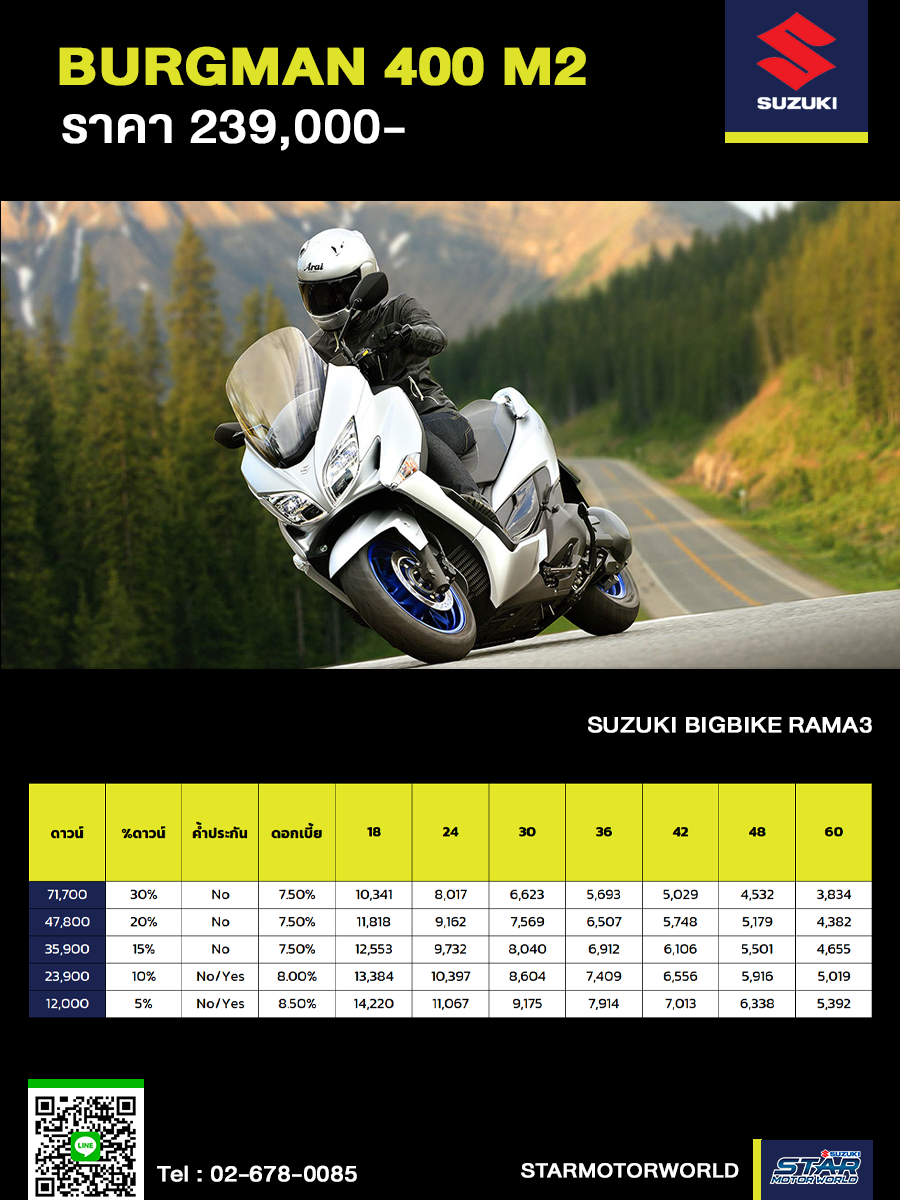 BURGMAN 400 M2
ราคา 239,000-
SUZUKI
Arai
SUZUKI BIGBIKE RAMA3
ดาวน์ %ดาวน์ ค้ำประกัน ดอกเบี้ย 18 24 30 36 42 48 60
71,700 30% No 7.50% 10,341 8,017 6,623 5,693 5,029 4,532 3,834
47,800 20% No 7.50% 11,818 9,162 7,569 6,507 5,748 5,179 4,382
35,900 15% No 7.50% 12,553 9,732 8,040 6,912 6,106 5,501 4,655
23,900 10% No/Yes 8.00% 13,384 10,397 8,604 7,409 6,556 5,916 5,019
12,000 5% No/Yes 8.50% 14,220 11,067 9,175 7,914 7,013 6,338 5,392
LINE
Tel : 02-678-0085
STARMOTORWORLD
SUZUKI
STAR
MOTOR WORLD